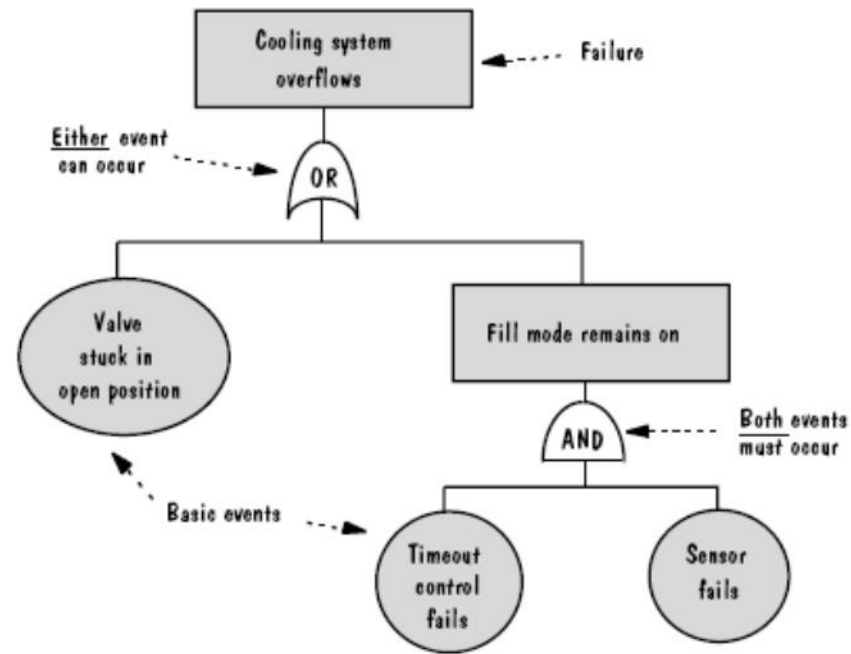 Cooling system
overflows
Failure
Either event
can occur
OR
Valve
stuck in
open position
Fill mode remains on
AND
Both events
must occur
Basic events
Timeout
control
fails
Sensor
fails